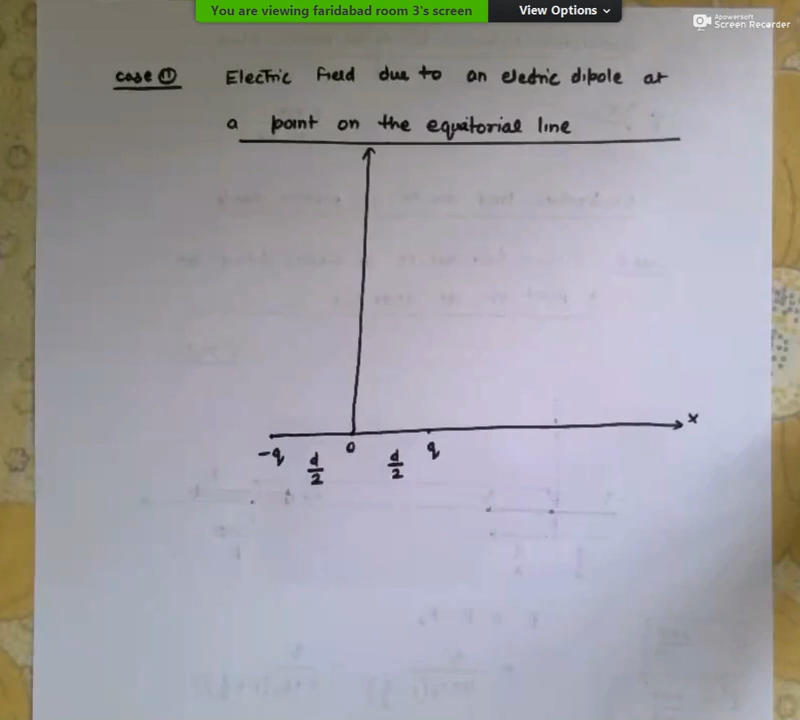 You are viewing faridabad room 3's screen
View Options
Apowersoft
Screen Recorder
case ① Electric Field due to an electric dipole at
a point on the equitorial line
x
-q d/2 0 d/2 q